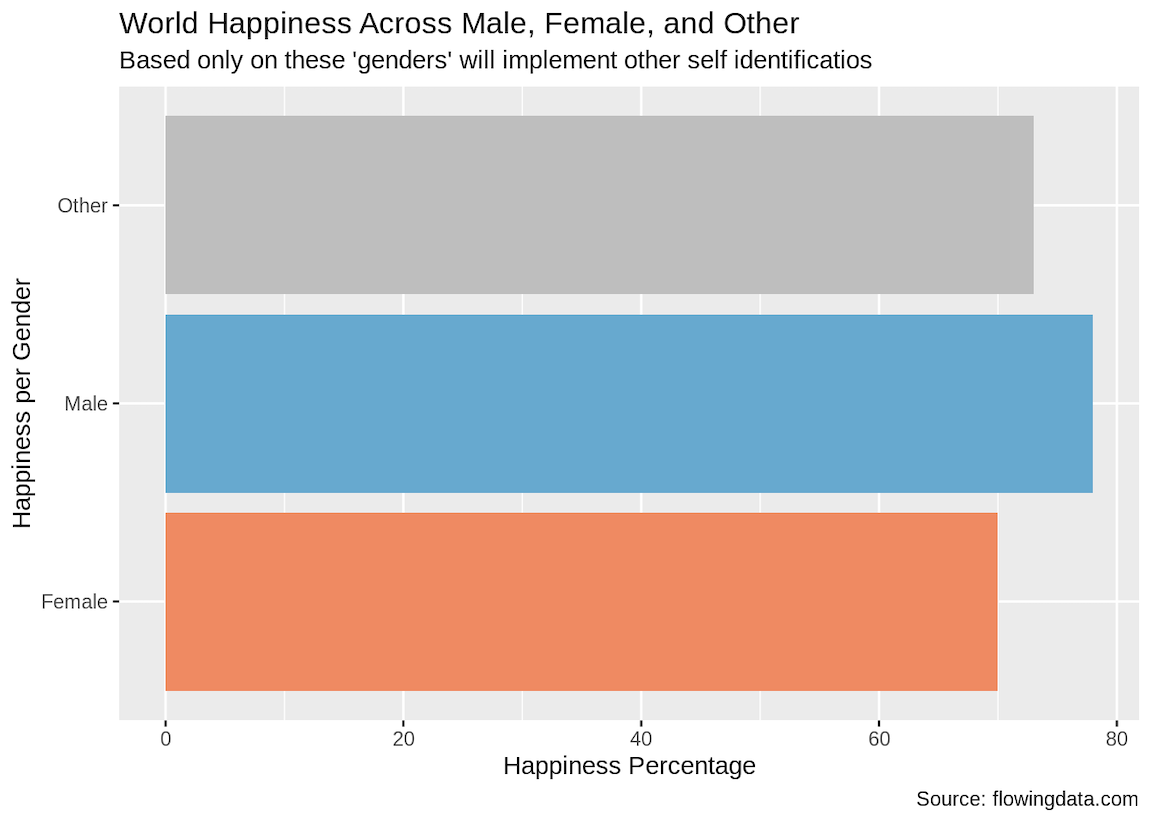 World Happiness Across Male, Female, and Other
Based only on these 'genders' will implement other self identificatios
Happiness per Gender
Other
Male
Female
0 20 40 60 80
Happiness Percentage
Source: flowingdata.com